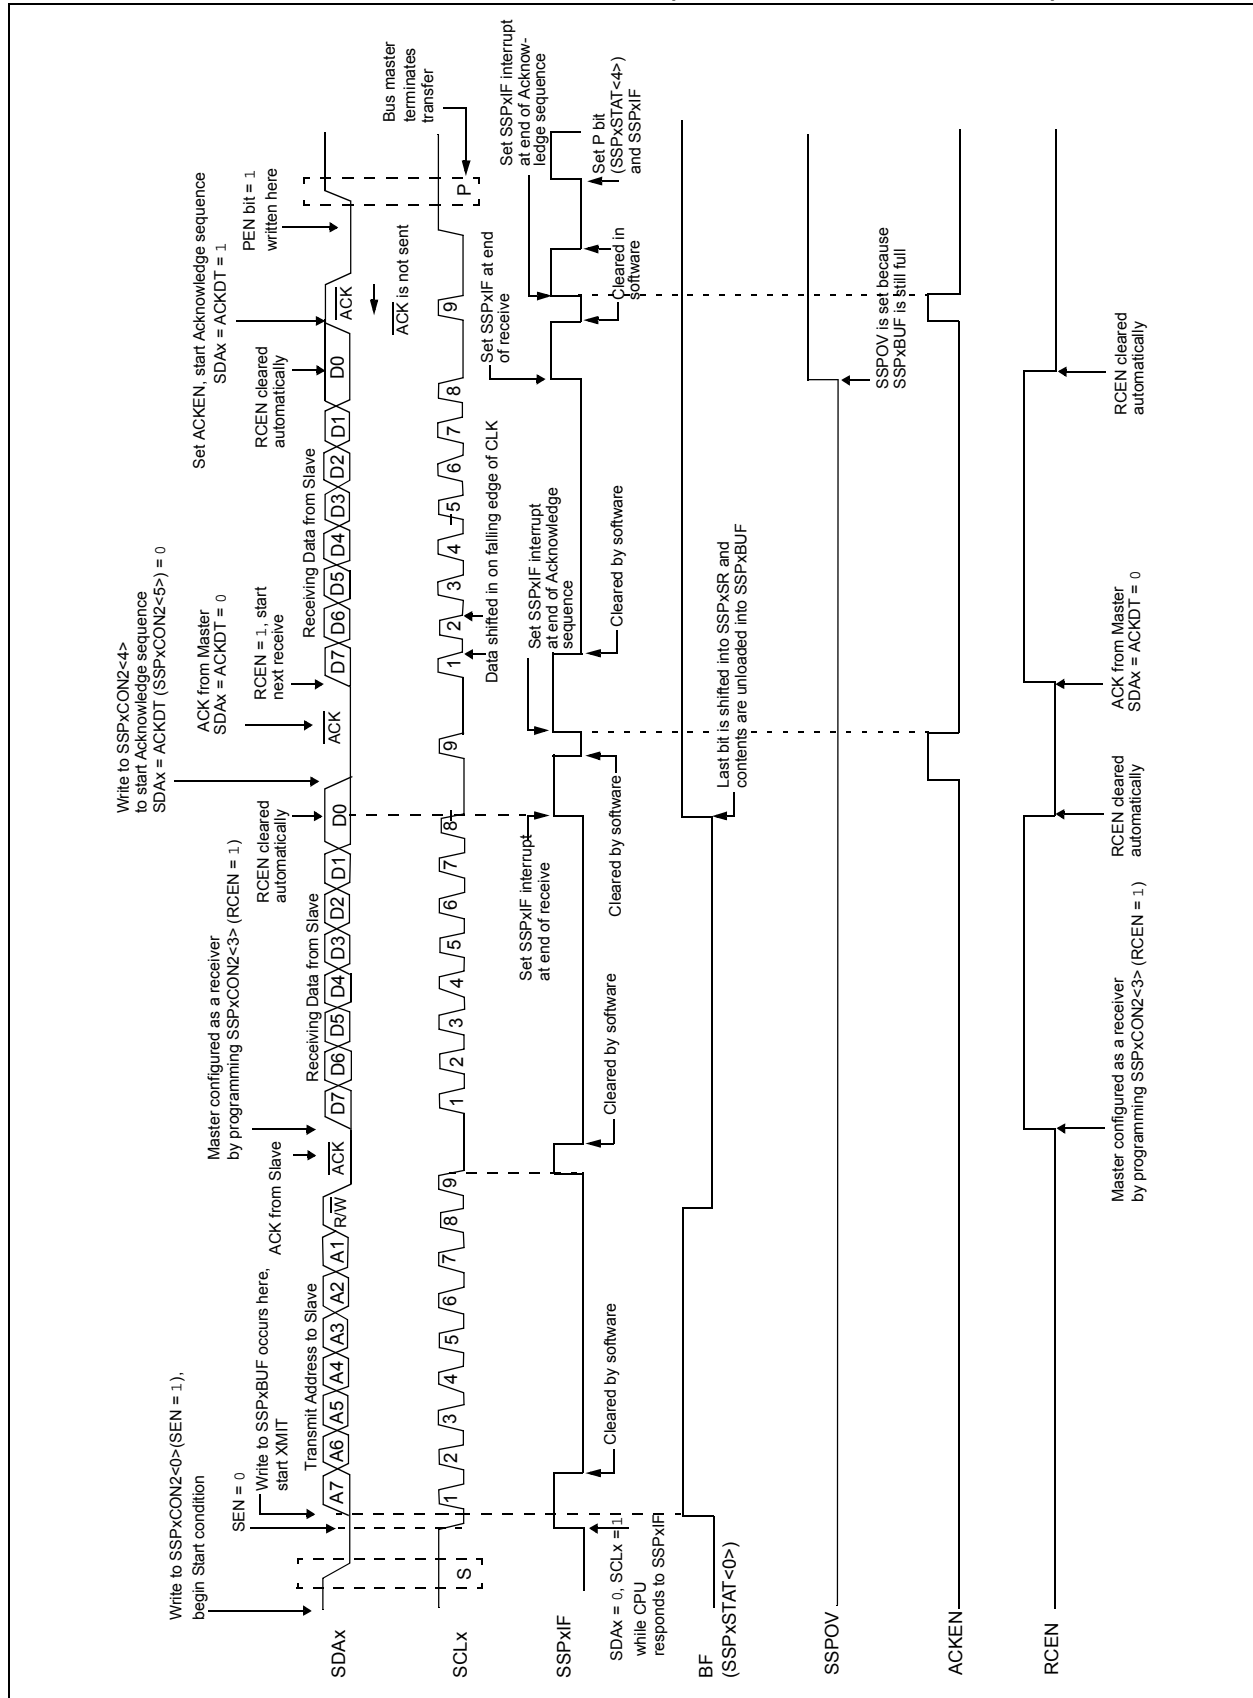 Write to SSPxCON2<0>(SEN = 1),
begin Start condition
SEN = 0
Write to SSPxBUF occurs here,
start XMIT
ACK from Slave
Master configured as a receiver
by programming SSPxCON2<3> (RCEN = 1)
RCEN cleared
automatically
Write to SSPxCON2<4>
to start Acknowledge sequence
SDAx = ACKDT (SSPxCON2<5>) = 0
ACK from Master
SDAx = ACKDT = 0
RCEN = 1, start
next receive
Set ACKEN, start Acknowledge sequence
SDAx = ACKDT = 1
RCEN cleared
automatically
PEN bit = 1
written here
Transmit Address to Slave
Receiving Data from Slave
Receiving Data from Slave
SDAx
A7 A6 A5 A4 A3 A2 A1 R/W ACK
D7 D6 D5 D4 D3 D2 D1 D0 ACK
D7 D6 D5 D4 D3 D2 D1 D0 ACK
ACK is not sent
Bus master
terminates
transfer
SCLx
S
1 2 3 4 5 6 7 8 9
1 2 3 4 5 6 7 8 9
1 2 3 4 5 6 7 8 9
P
Data shifted in on falling edge of CLK
Set SSPxIF interrupt
at end of receive
Set SSPxIF interrupt
at end of Acknowledge
sequence
Set SSPxIF at end
of receive
Set SSPxIF interrupt
at end of Acknow-
ledge sequence
SSPxIF
SDAx = 0, SCLx = 1
while CPU
responds to SSPxIF
Cleared by software
Cleared by software
Cleared by software
Cleared by software
Cleared in
software
Set P bit
(SSPxSTAT<4>)
and SSPxIF
BF
(SSPxSTAT<0>)
Last bit is shifted into SSPxSR and
contents are unloaded into SSPxBUF
SSPOV
SSPOV is set because
SSPxBUF is still full
ACKEN
RCEN
Master configured as a receiver
by programming SSPxCON2<3> (RCEN = 1)
RCEN cleared
automatically
ACK from Master
SDAx = ACKDT = 0
RCEN cleared
automatically